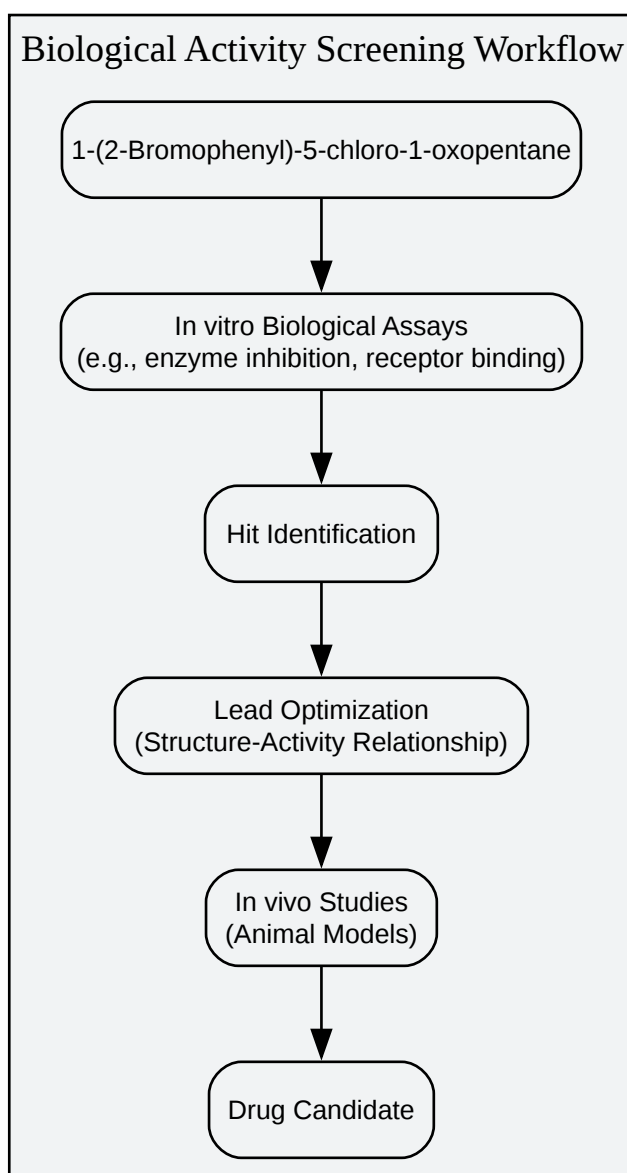 Biological Activity Screening Workflow
1-(2-Bromophenyl)-5-chloro-1-oxopentane
In vitro Biological Assays
(e.g., enzyme inhibition, receptor binding)
Hit Identification
Lead Optimization
(Structure-Activity Relationship)
In vivo Studies
(Animal Models)
Drug Candidate